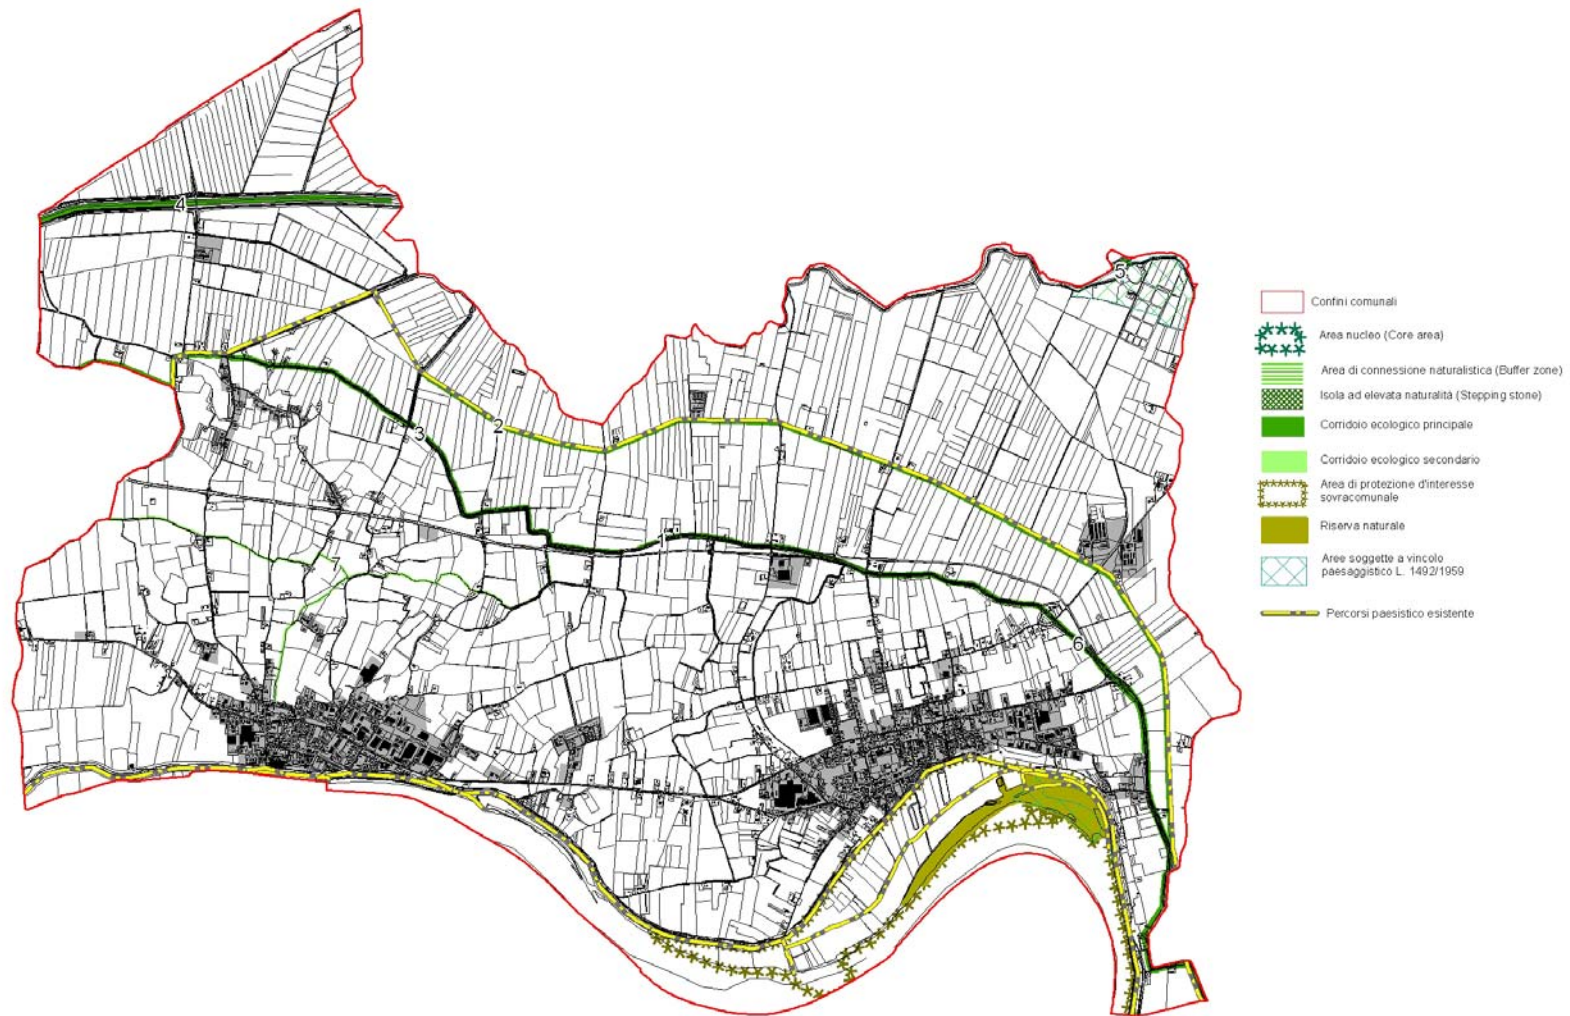 4
5
Confini comunali
Area nucleo (Core area)
Area di connessione naturalistica (Buffer zone)
Isola ad elevata naturalità (Stepping stone)
3
2
Corridoio ecologico principale
Corridoio ecologico secondario
Area di protezione d'interesse
sovracomunale
1
Riserva naturale
7
Aree soggette a vincolo
paesaggistico L. 1492/1959
Percorsi paesistico esistente
6